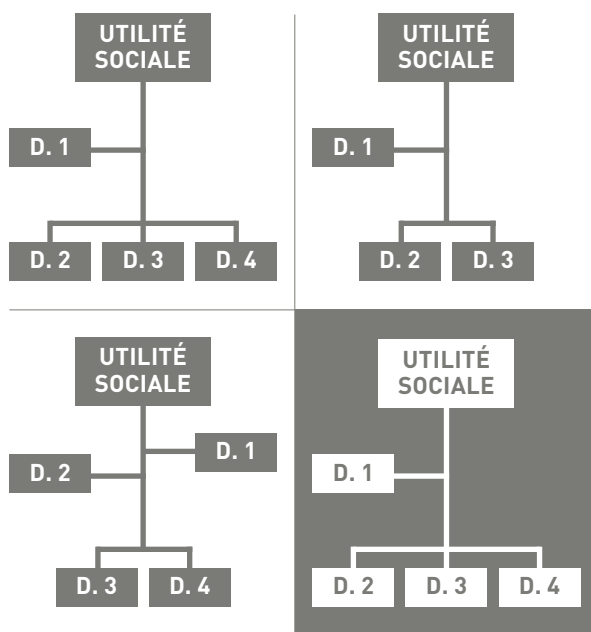 UTILITÉ
SOCIALE
D. 1
D. 2 D. 3 D. 4
UTILITÉ
SOCIALE
D. 1
D. 2 D. 3
UTILITÉ
SOCIALE
D. 1
D. 2
D. 3 D. 4
UTILITÉ
SOCIALE
D. 1
D. 2 D. 3 D. 4